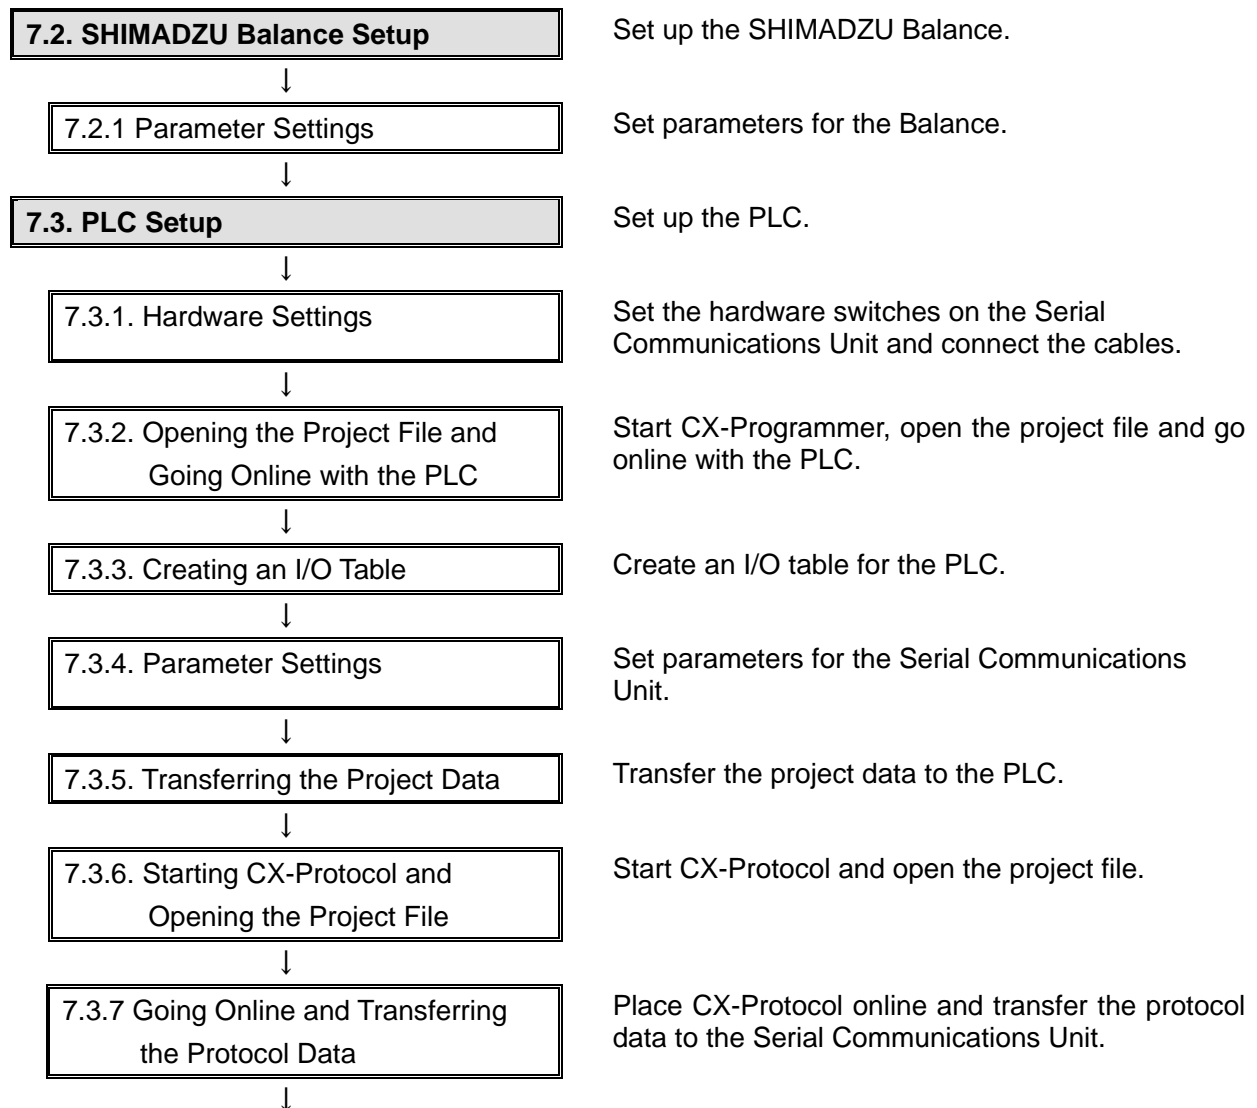 7.2. SHIMADZU Balance Setup
Set up the SHIMADZU Balance.
↓
7.2.1 Parameter Settings
Set parameters for the Balance.
↓
7.3. PLC Setup
Set up the PLC.
↓
7.3.1. Hardware Settings
Set the hardware switches on the Serial
Communications Unit and connect the cables.
↓
7.3.2. Opening the Project File and
Going Online with the PLC
Start CX-Programmer, open the project file and go
online with the PLC.
↓
7.3.3. Creating an I/O Table
Create an I/O table for the PLC.
↓
7.3.4. Parameter Settings
Set parameters for the Serial Communications
Unit.
↓
7.3.5. Transferring the Project Data
Transfer the project data to the PLC.
↓
7.3.6. Starting CX-Protocol and
Opening the Project File
Start CX-Protocol and open the project file.
↓
7.3.7 Going Online and Transferring
the Protocol Data
Place CX-Protocol online and transfer the protocol
data to the Serial Communications Unit.
↓